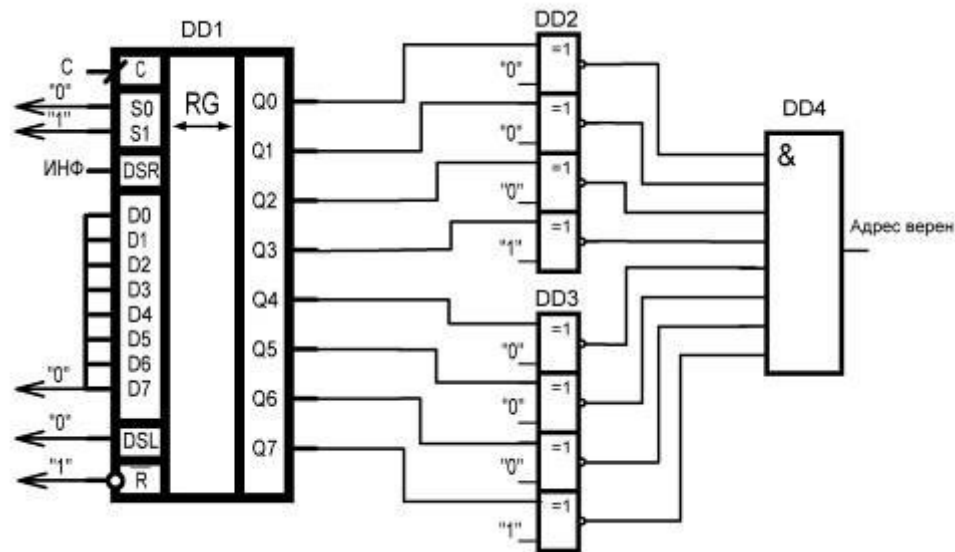 DD1
C
C
RG
"0"
S0
"1"
S1
ИНФ
DSR
D0
D1
D2
D3
D4
D5
D6
"0"
D7
"0"
DSL
"1"
R
Q0
Q1
Q2
Q3
Q4
Q5
Q6
Q7
DD2
=1
"0"
=1
"0"
=1
"0"
=1
"1"
DD3
=1
"0"
=1
"0"
=1
"0"
=1
"1"
DD4
&
Адрес верен